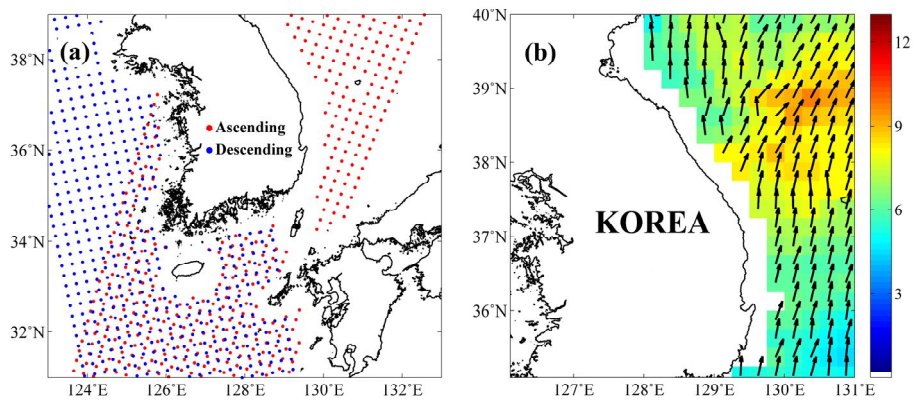 (a)
38°N
36°N
34°N
32°N
124°E
126°E
128°E
130°E
132°E
Ascending
Descending
(b)
40°N
39°N
38°N
37°N
36°N
127°E
128°E
129°E
130°E
131°E
KOREA
12
9
6
3